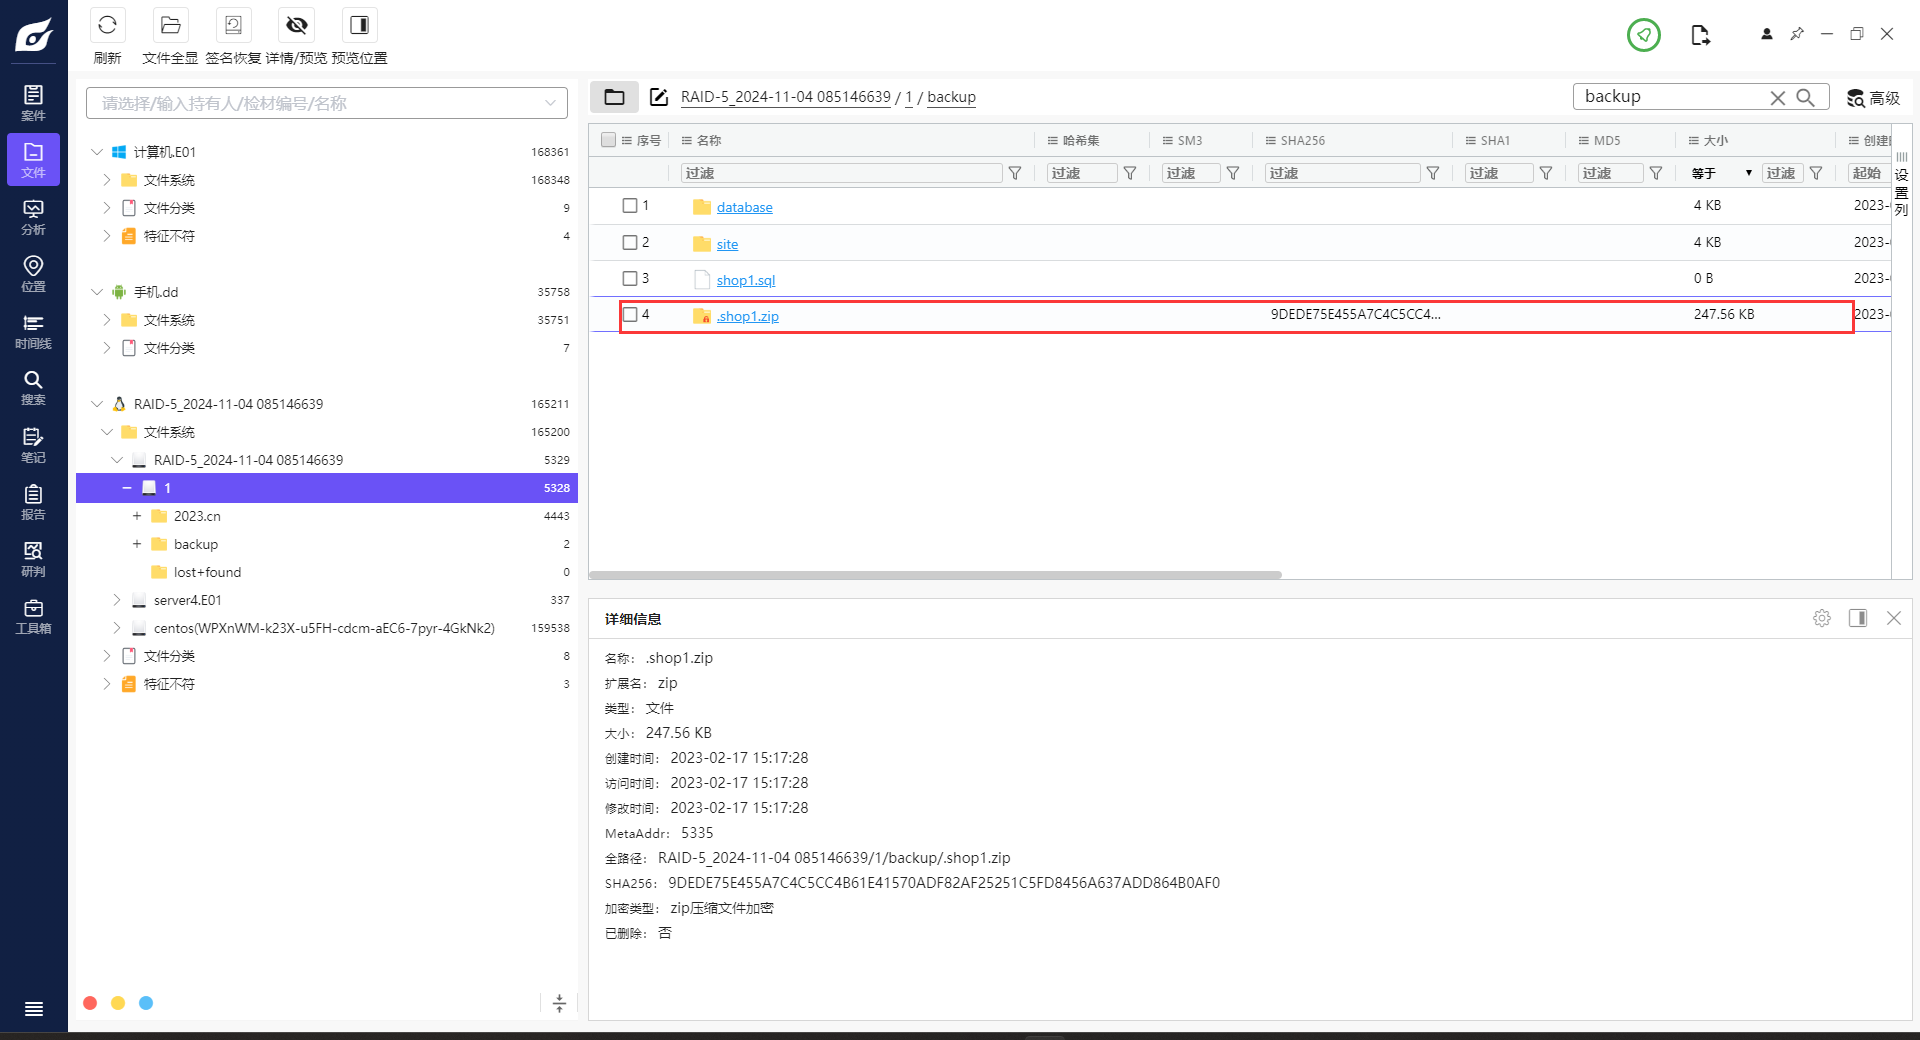 刷新
文件全显
签名恢复
详情/预览
预览位置
案件
文件
分析
位置
时间线
搜索
笔记
报告
研判
工具箱
请选择/输入持有人/检材编号/名称
计算机.E01 168361
文件系统 168348
文件分类 9
特征不符 4
手机.dd 35758
文件系统 35751
文件分类 7
RAID-5_2024-11-04 085146639 165211
文件系统 165200
RAID-5_2024-11-04 085146639 5329
1 5328
2023.cn 4443
backup 2
lost+found 0
server4.E01 337
centos(WPXnWM-k23X-u5FH-cdcm-aEC6-7pyr-4GkNk2) 159538
文件分类 8
特征不符 3
RAID-5_2024-11-04 085146639 / 1 / backup
backup
高级
序号 名称 哈希集 SM3 SHA256 SHA1 MD5 大小 创建
过滤 过滤 过滤 过滤 过滤 过滤 等于 过滤 起始
设置列
1 database 4 KB 2023-
2 site 4 KB 2023-
3 shop1.sql 0 B 2023-
4 .shop1.zip 9DEDE75E455A7C4C5CC4... 247.56 KB 2023-
详细信息
名称: .shop1.zip
扩展名: zip
类型: 文件
大小: 247.56 KB
创建时间: 2023-02-17 15:17:28
访问时间: 2023-02-17 15:17:28
修改时间: 2023-02-17 15:17:28
MetaAddr: 5335
全路径: RAID-5_2024-11-04 085146639/1/backup/.shop1.zip
SHA256: 9DEDE75E455A7C4C5CC4B61E41570ADF82AF25251C5FD8456A637ADD864B0AF0
加密类型: zip压缩文件加密
已删除: 否